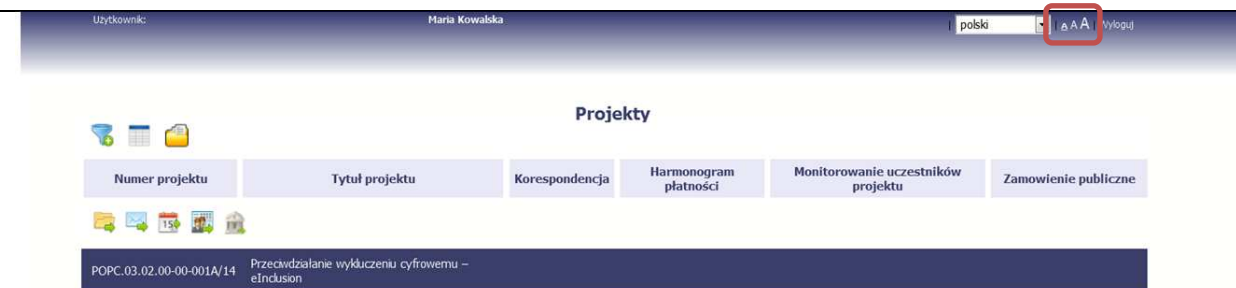 Użytkownik: Maria Kowalska | polski | A A A | Wyloguj
Projekty
Numer projektu Tytuł projektu Korespondencja Harmonogram płatności Monitorowanie uczestników projektu Zamowienie publiczne
15
POPC.03.02.00-00-001A/14 Przeciwdziałanie wykluczeniu cyfrowemu –
eInclusion